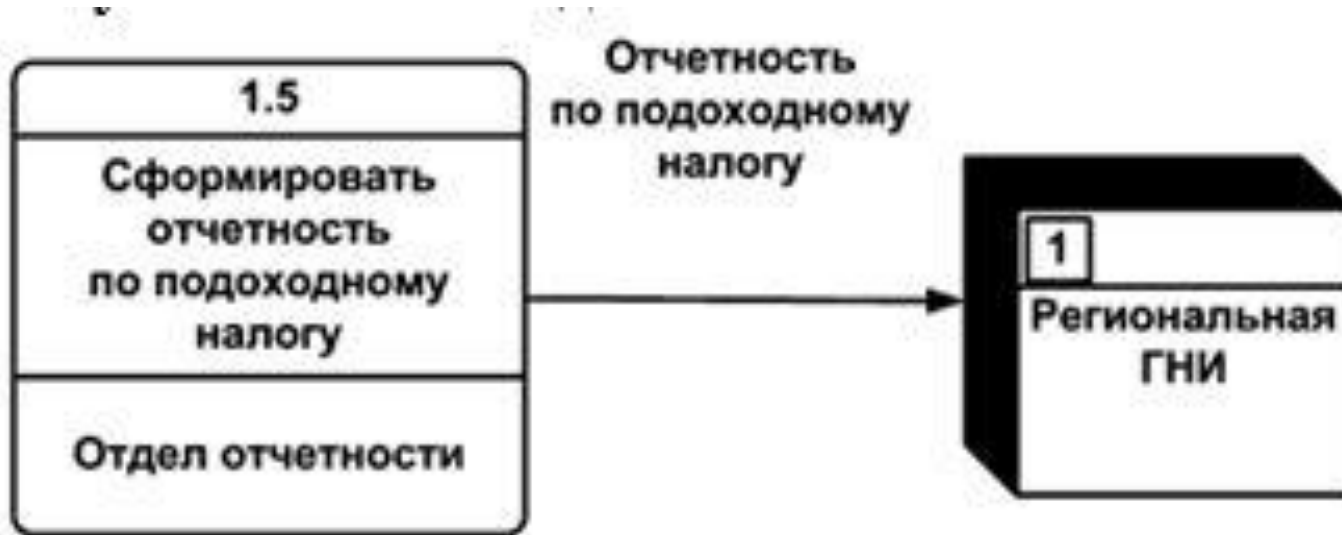 1.5
Сформировать
отчетность
по подоходному
налогу
Отдел отчетности
Отчетность
по подоходному
налогу
1
Региональная
ГНИ